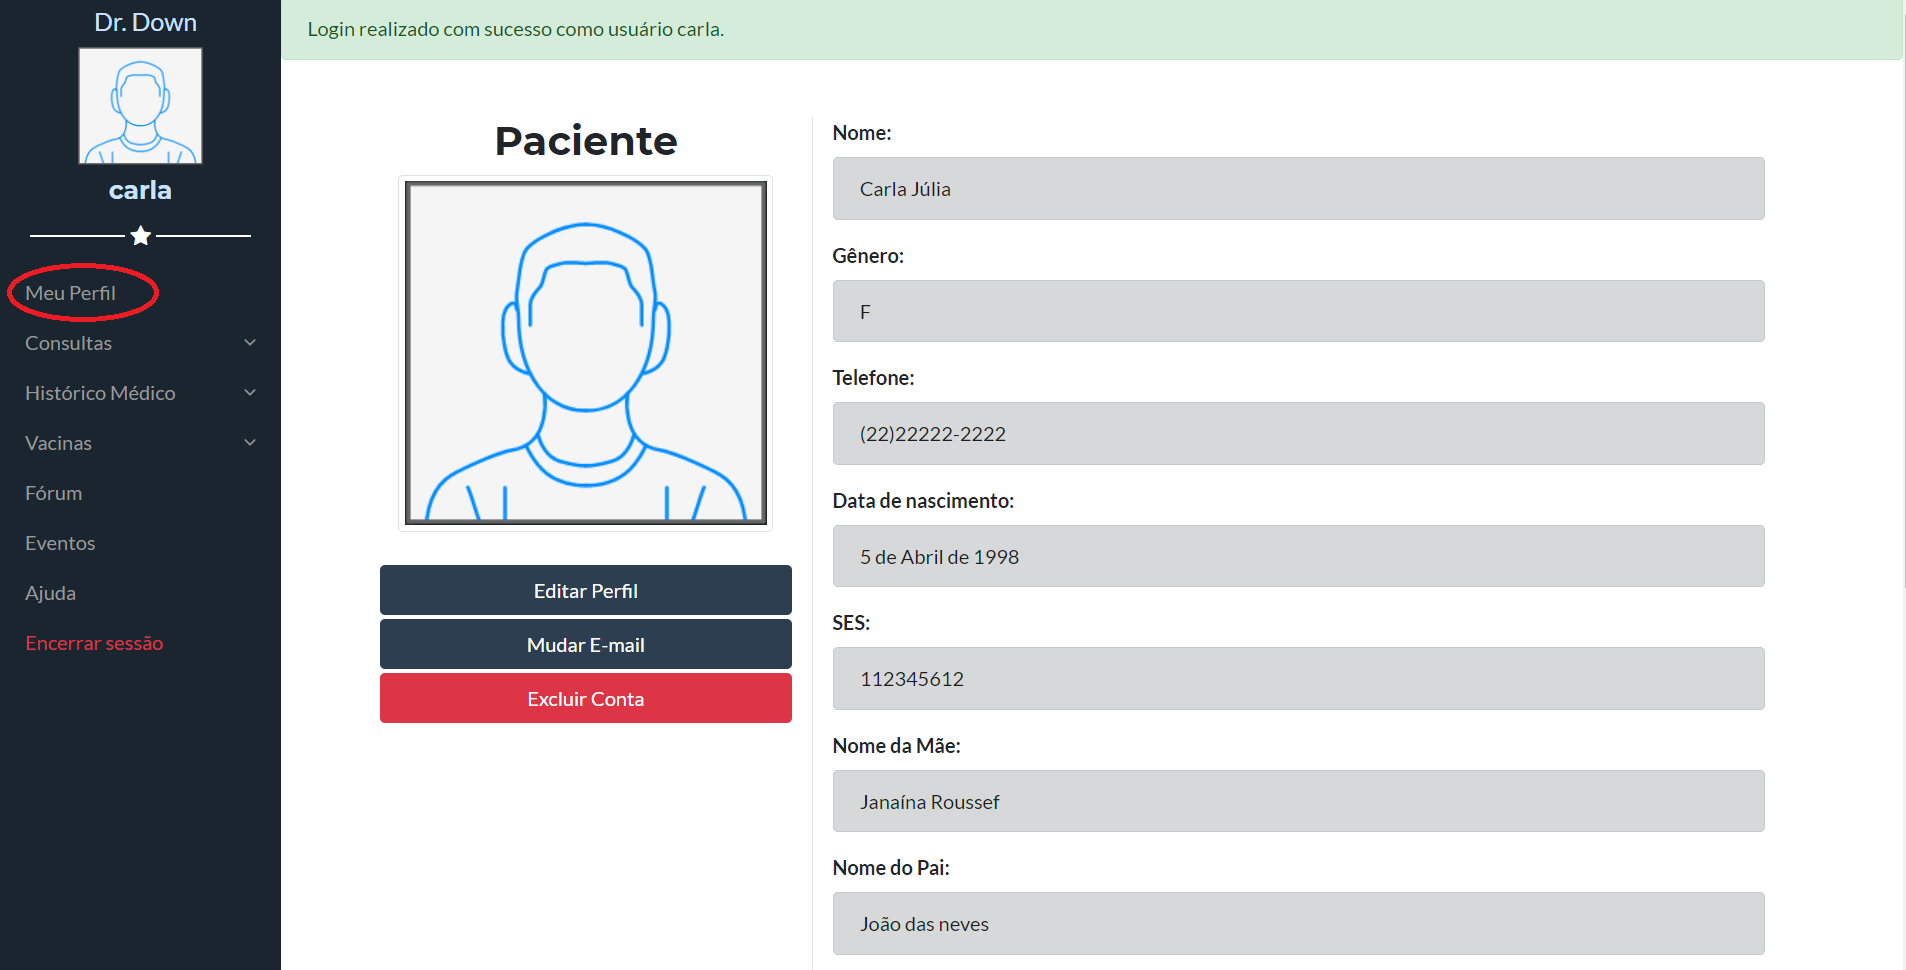 Dr. Down
carla
Meu Perfil
Consultas
Histórico Médico
Vacinas
Fórum
Eventos
Ajuda
Encerrar sessão
Login realizado com sucesso como usuário carla.
Paciente
Editar Perfil
Mudar E-mail
Excluir Conta
Nome:
Carla Júlia
Gênero:
F
Telefone:
(22)22222-2222
Data de nascimento:
5 de Abril de 1998
SES:
112345612
Nome da Mãe:
Janaína Roussef
Nome do Pai:
João das neves